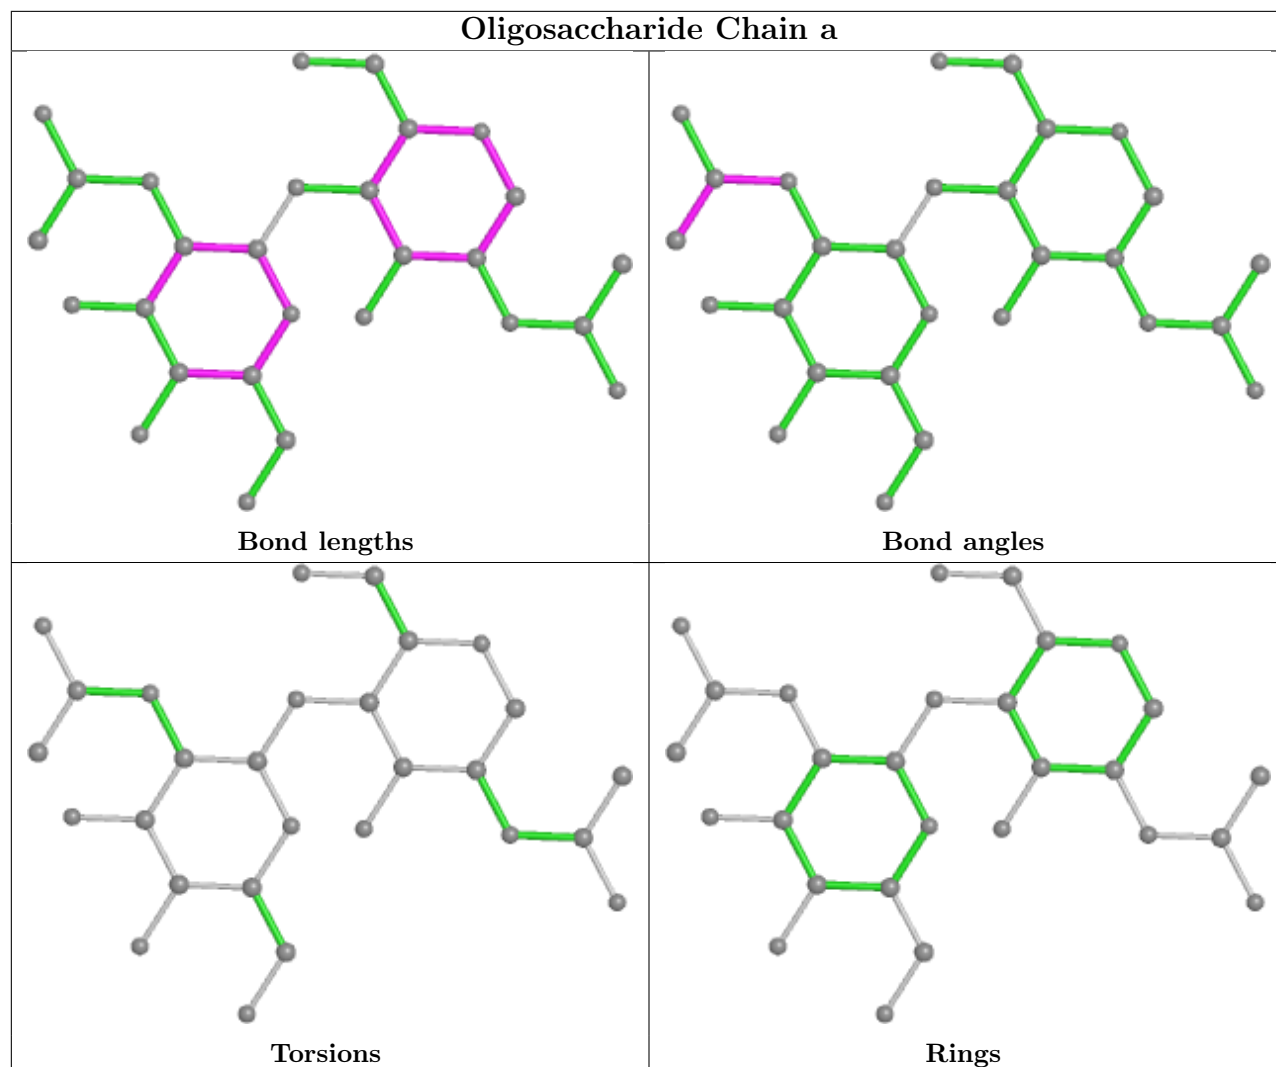 Oligosaccharide Chain a
Bond lengths
Bond angles
Torsions
Rings